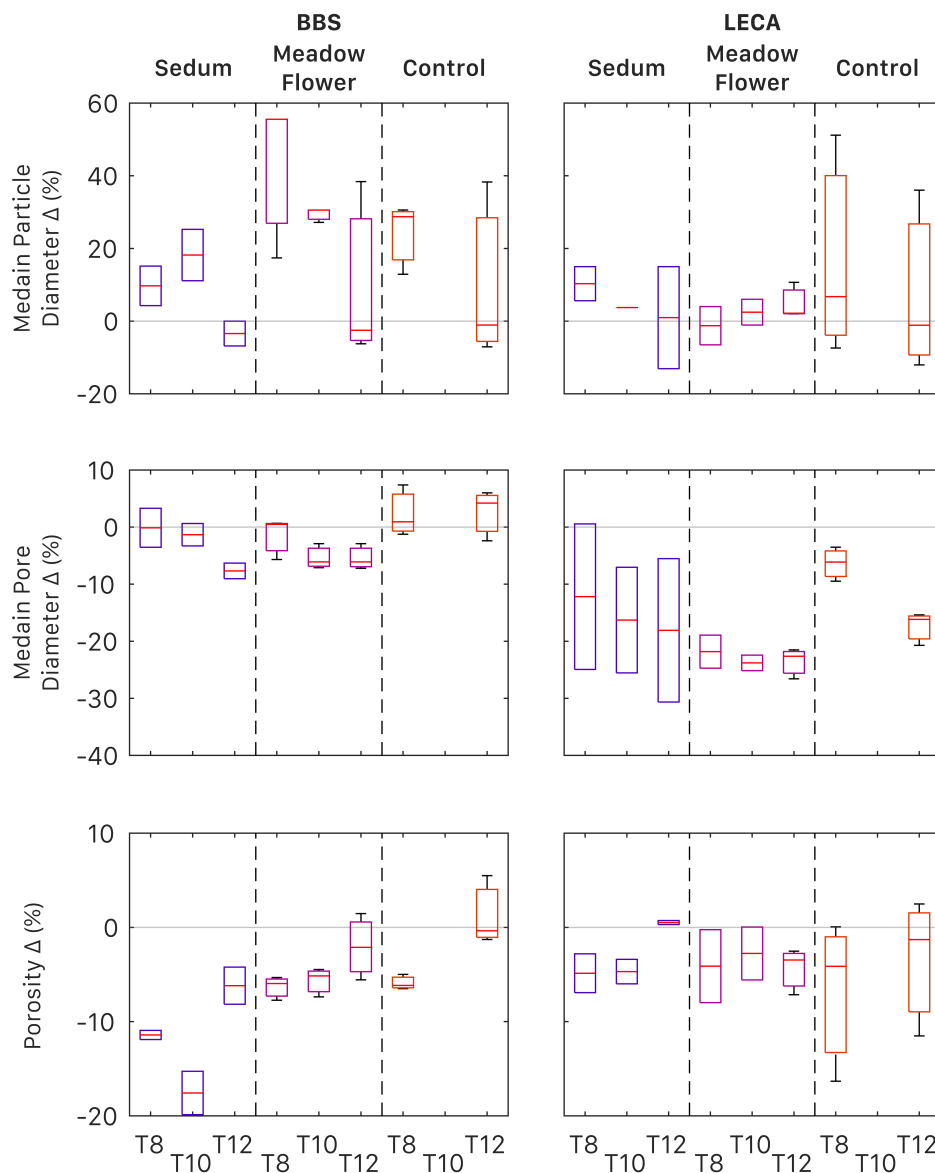 BBS
LECA
Sedum
Meadow
Flower
Control
Sedum
Meadow
Flower
Control
Medain Particle
Diameter Δ (%)
60
40
20
0
-20
Medain Pore
Diameter Δ (%)
10
0
-10
-20
-30
-40
Porosity Δ (%)
10
0
-10
-20
T8
T10
T12
T8
T10
T12
T8
T10
T12
T8
T10
T12
T8
T10
T12
T8
T10
T12